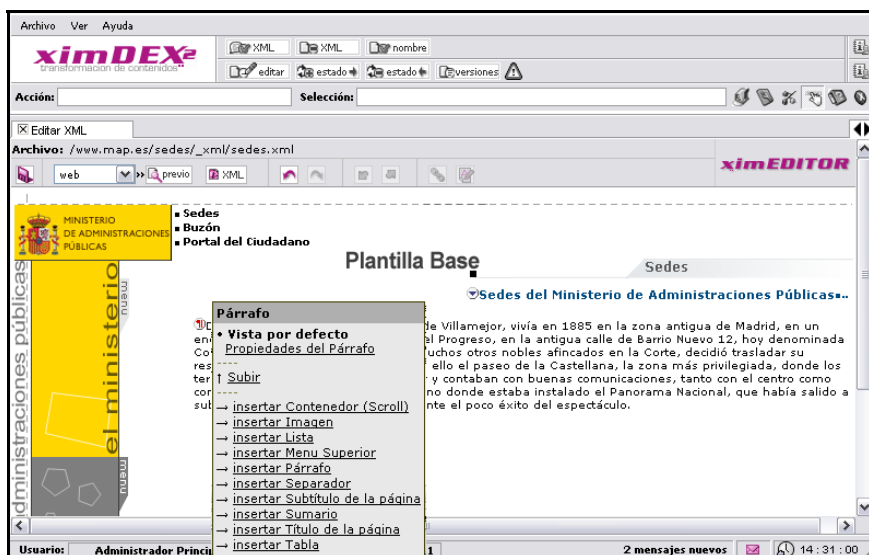 Archivo Ver Ayuda
ximDEX²
transformacion de contenidos
XML XML nombre
editar estado estado versiones
Acción: Selección:
Editar XML
Archivo: /www.map.es/sedes/_xml/sedes.xml
web previo XML
ximEDITOR
MINISTERIO
DE ADMINISTRACIONES
PÚBLICAS
Sedes
Buzón
Portal del Ciudadano
Plantilla Base
Sedes
Sedes del Ministerio de Administraciones Públicas
administraciones públicas
el ministerio
menu
menu
Párrafo
• Vista por defecto
Propiedades del Párrafo
----
↑ Subir
----
→ insertar Contenedor (Scroll)
→ insertar Imagen
→ insertar Lista
→ insertar Menu Superior
→ insertar Párrafo
→ insertar Separador
→ insertar Subtítulo de la página
→ insertar Sumario
→ insertar Título de la página
→ insertar Tabla
de Villamejor, vivía en 1885 en la zona antigua de Madrid, en un
el Progreso, en la antigua calle de Barrio Nuevo 12, hoy denominada
uchos otros nobles afincados en la Corte, decidió trasladar su
ello el paseo de la Castellana, la zona más privilegiada, donde los
y contaban con buenas comunicaciones, tanto con el centro como
no donde estaba instalado el Panorama Nacional, que había salido a
nte el poco éxito del espectáculo.
Usuario: Administrador Princip 1 2 mensajes nuevos 14:31:00